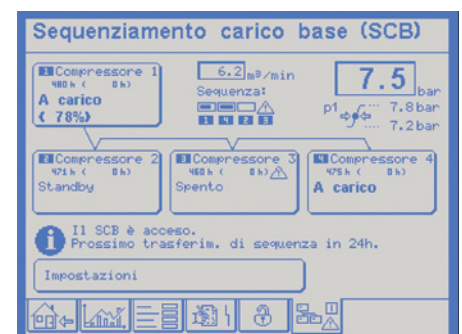 Sequenziamento carico base (SCB)
1 Compressore 1
480 h ( 0 h)
A carico
( 78%)
6.2 m³/min
Sequenza:
1 4 2 3
7.5 bar
p1 7.8 bar
7.2 bar
2 Compressore 2
471 h ( 0 h)
Standby
3 Compressore 3
460 h ( 0 h)
Spento
4 Compressore 4
475 h ( 0 h)
A carico
Il SCB è acceso.
Prossimo trasferim. di sequenza in 24h.
Impostazioni